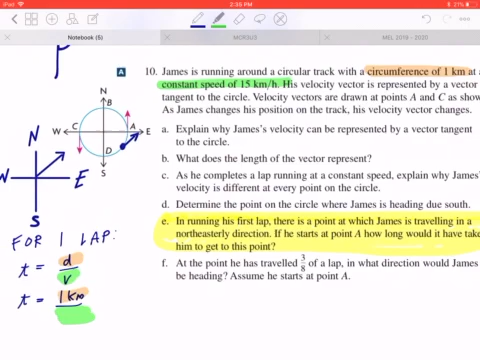 2:35 PM
21%
Notebook (5)
MORGUS
MEL 2019 - 2020
A
10. James is running around a circular track with a circumference of 1 km at a
constant speed of 15 km/h. His velocity vector is represented by a vector
tangent to the circle. Velocity vectors are drawn at points A and C as show
As James changes his position on the track, his velocity vector changes.
a. Explain why James's velocity can be represented by a vector tangent
to the circle.
b. What does the length of the vector represent?
c. As he completes a lap running at a constant speed, explain why James's
velocity is different at every point on the circle.
d. Determine the point on the circle where James is heading due south.
e. In running his first lap, there is a point at which James is travelling in a
northeasterly direction. If he starts at point A how long would it have take
him to get to this point?
f. At the point he has travelled 3/8 of a lap, in what direction would James
be heading? Assume he starts at point A.
N
B
C
W
A
E
D
S
N
W
E
S
FOR 1 LAP:
t = d/v
t = 1 km